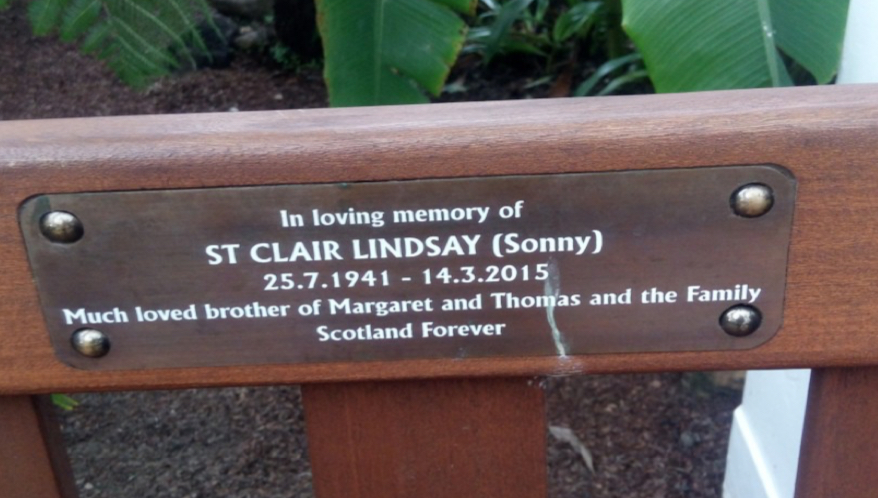 In loving memory of
ST CLAIR LINDSAY (Sonny)
25.7.1941 - 14.3.2015
Much loved brother of Margaret and Thomas and the Family
Scotland Forever